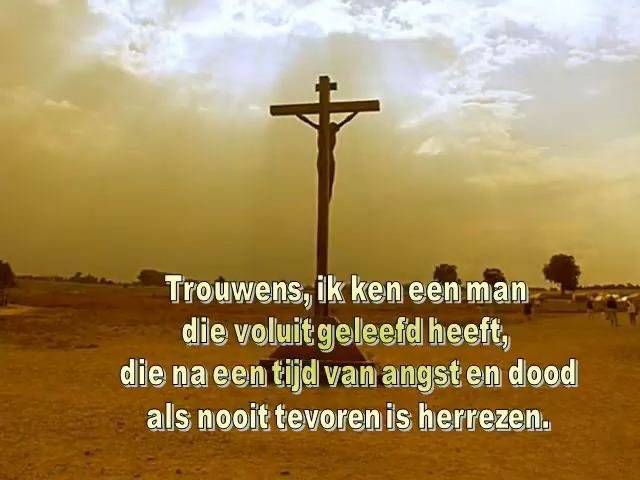 Trouwens, ik ken een man
die voluit geleefd heeft,
die na een tijd van angst en dood
als nooit tevoren is herrezen.